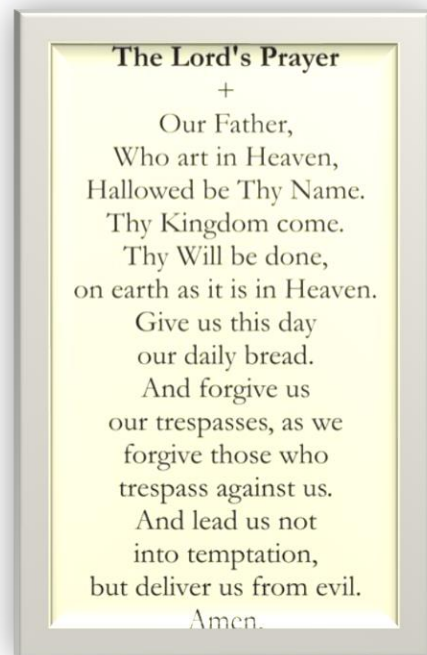 The Lord's Prayer
+
Our Father,
Who art in Heaven,
Hallowed be Thy Name.
Thy Kingdom come.
Thy Will be done,
on earth as it is in Heaven.
Give us this day
our daily bread.
And forgive us
our trespasses, as we
forgive those who
trespass against us.
And lead us not
into temptation,
but deliver us from evil.
Amen.